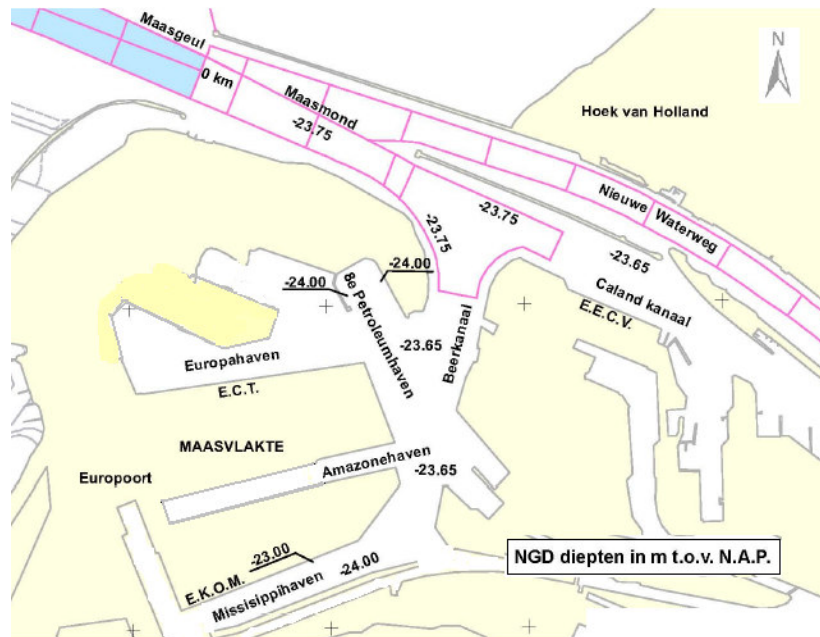 Maasgeul
N
0 km
Maasmond
-23.75
Hoek van Holland
Nieuwe Waterweg
-23.75
-23.75
-23.65
-24.00
-24.00
8e Petroleumhaven
Caland kanaal
E.E.C.V.
-23.65
Beerkanaal
Europahaven
E.C.T.
MAASVLAKTE
Amazonehaven
-23.65
Europoort
-23.00
NGD diepten in m t.o.v. N.A.P.
E.K.O.M.
-24.00
Missisippihaven